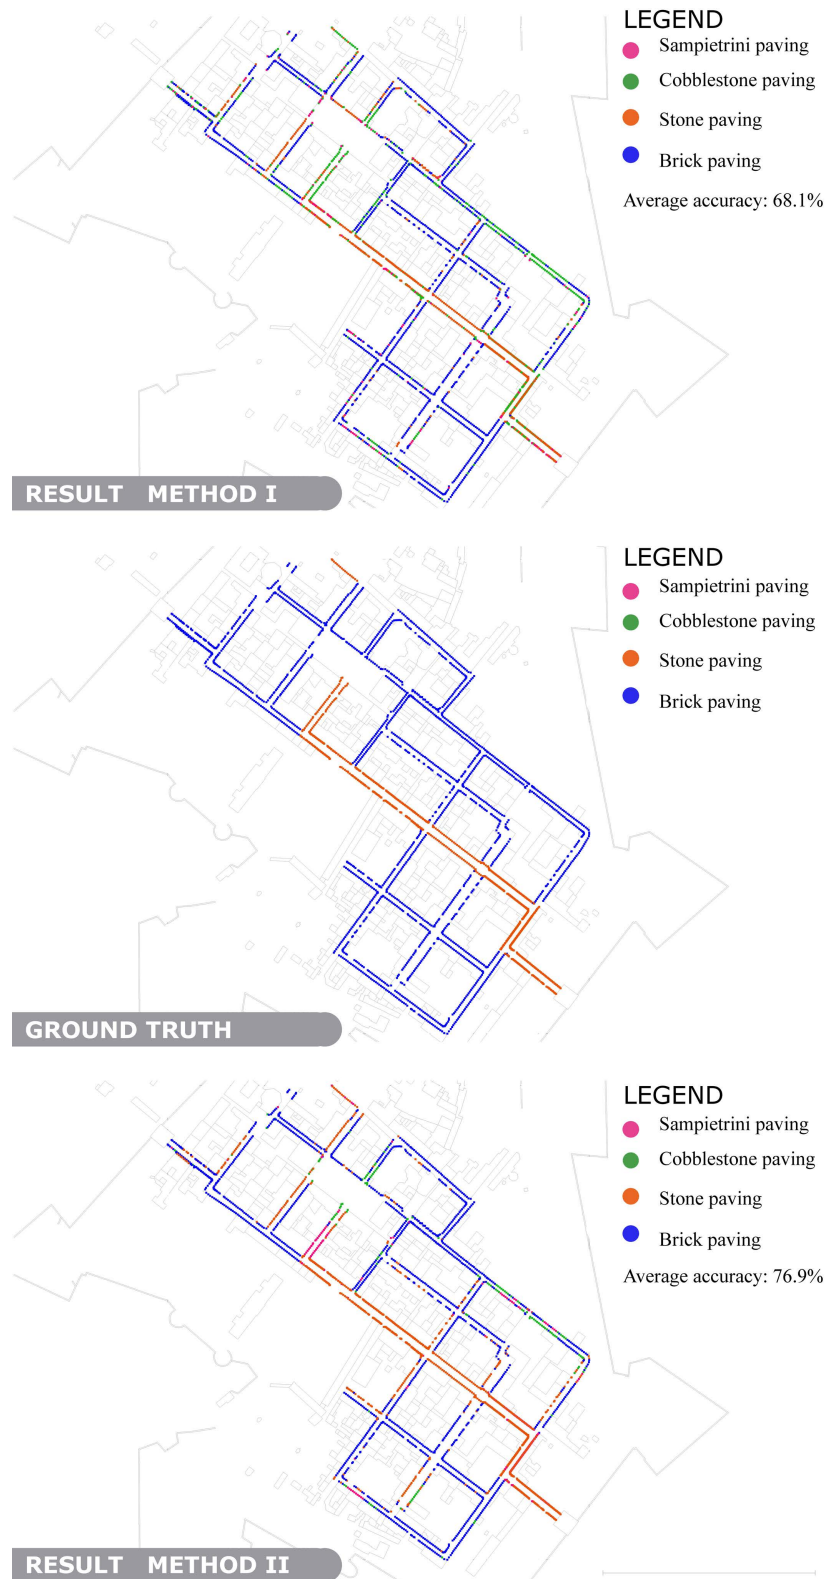 LEGEND
Sampietrini paving
Cobblestone paving
Stone paving
Brick paving
Average accuracy: 68.1%
RESULT METHOD I
LEGEND
Sampietrini paving
Cobblestone paving
Stone paving
Brick paving
GROUND TRUTH
LEGEND
Sampietrini paving
Cobblestone paving
Stone paving
Brick paving
Average accuracy: 76.9%
RESULT METHOD II